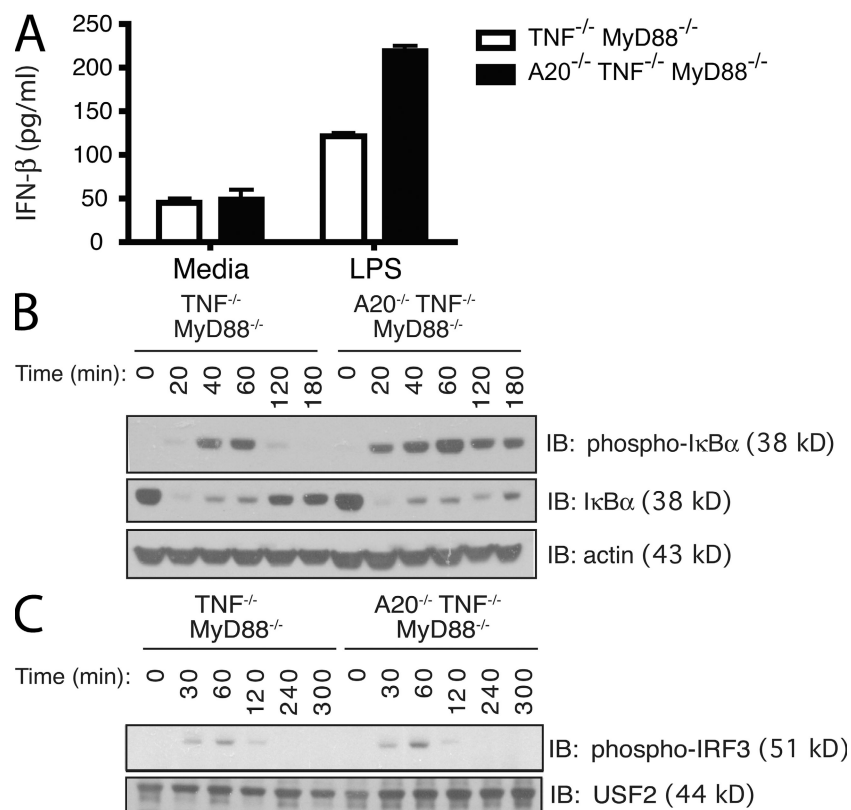 A
250
200
150
100
50
0
IFN-β (pg/ml)
Media
LPS
TNF-/- MyD88-/-
A20-/- TNF-/- MyD88-/-
B
TNF-/-
MyD88-/-
A20-/- TNF-/-
MyD88-/-
Time (min): 0 20 40 60 120 180 0 20 40 60 120 180
IB: phospho-IκBα (38 kD)
IB: IκBα (38 kD)
IB: actin (43 kD)
C
TNF-/-
MyD88-/-
A20-/- TNF-/-
MyD88-/-
Time (min): 0 30 60 120 240 300 0 30 60 120 240 300
IB: phospho-IRF3 (51 kD)
IB: USF2 (44 kD)